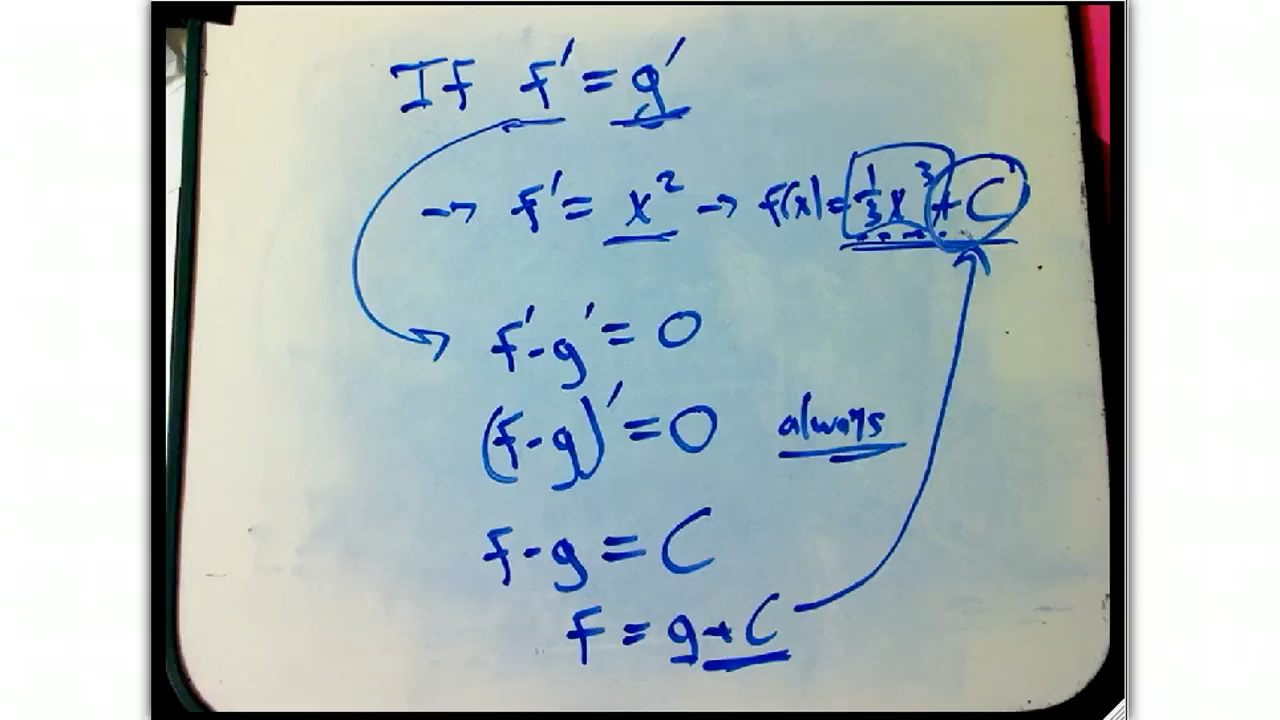 If f' = g'
→ f' = x² → f(x) = 1/3 x³ + C
f' - g' = 0
(f - g)' = 0 always
f - g = C
f = g + C